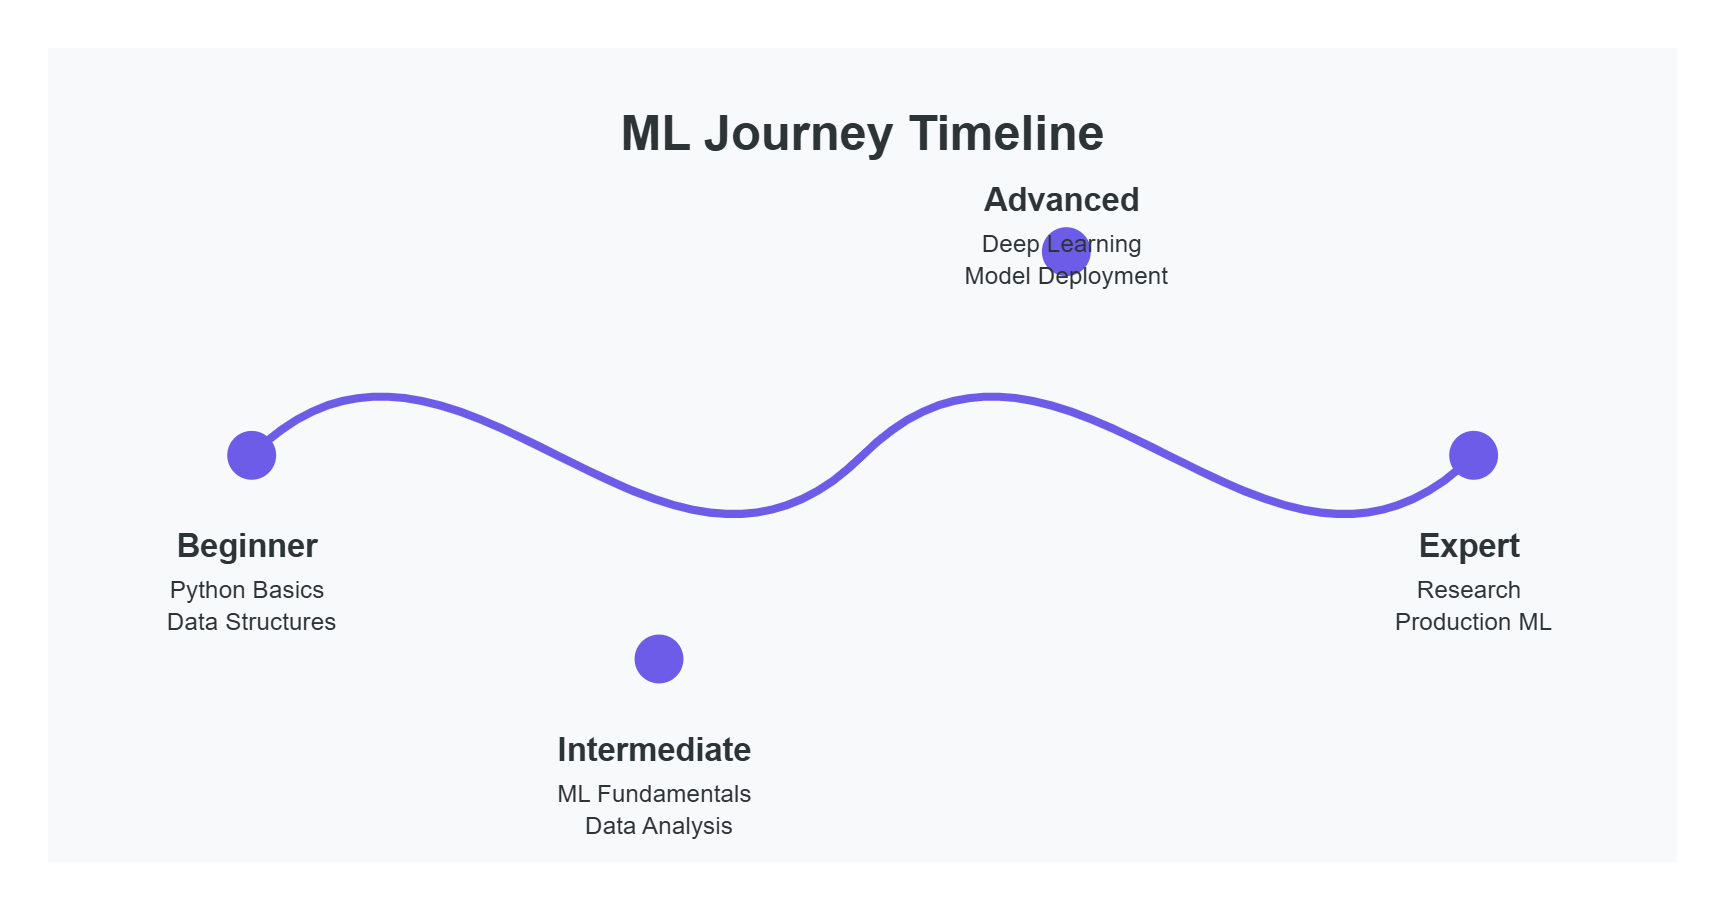 ML Journey Timeline
Advanced
Deep Learning
Model Deployment
Beginner
Python Basics
Data Structures
Expert
Research
Production ML
Intermediate
ML Fundamentals
Data Analysis